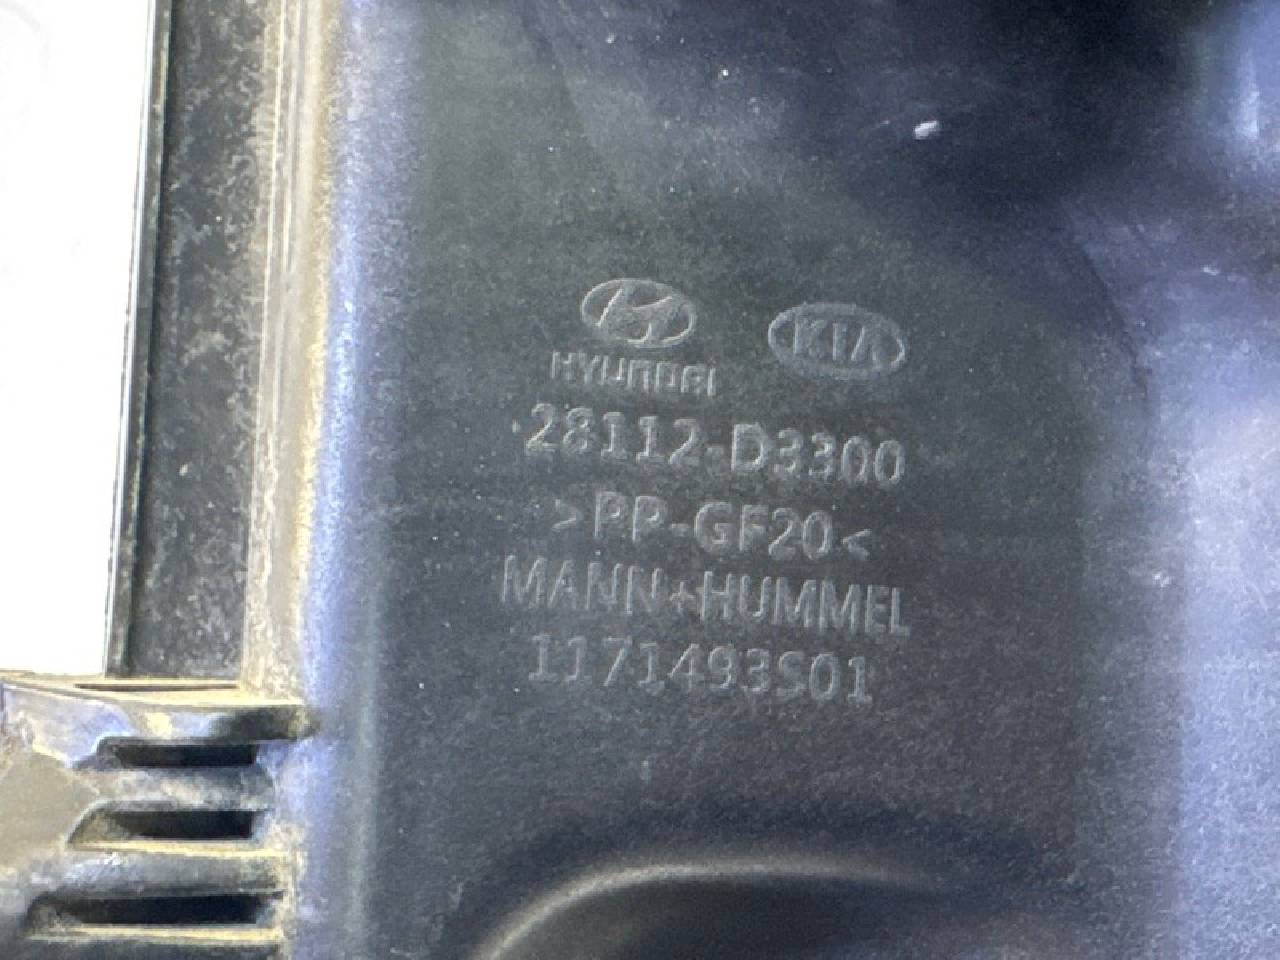 KIA
HYUNDAI
28112-D3300
>PP-GF20<
MANN+HUMMEL
1171493S01